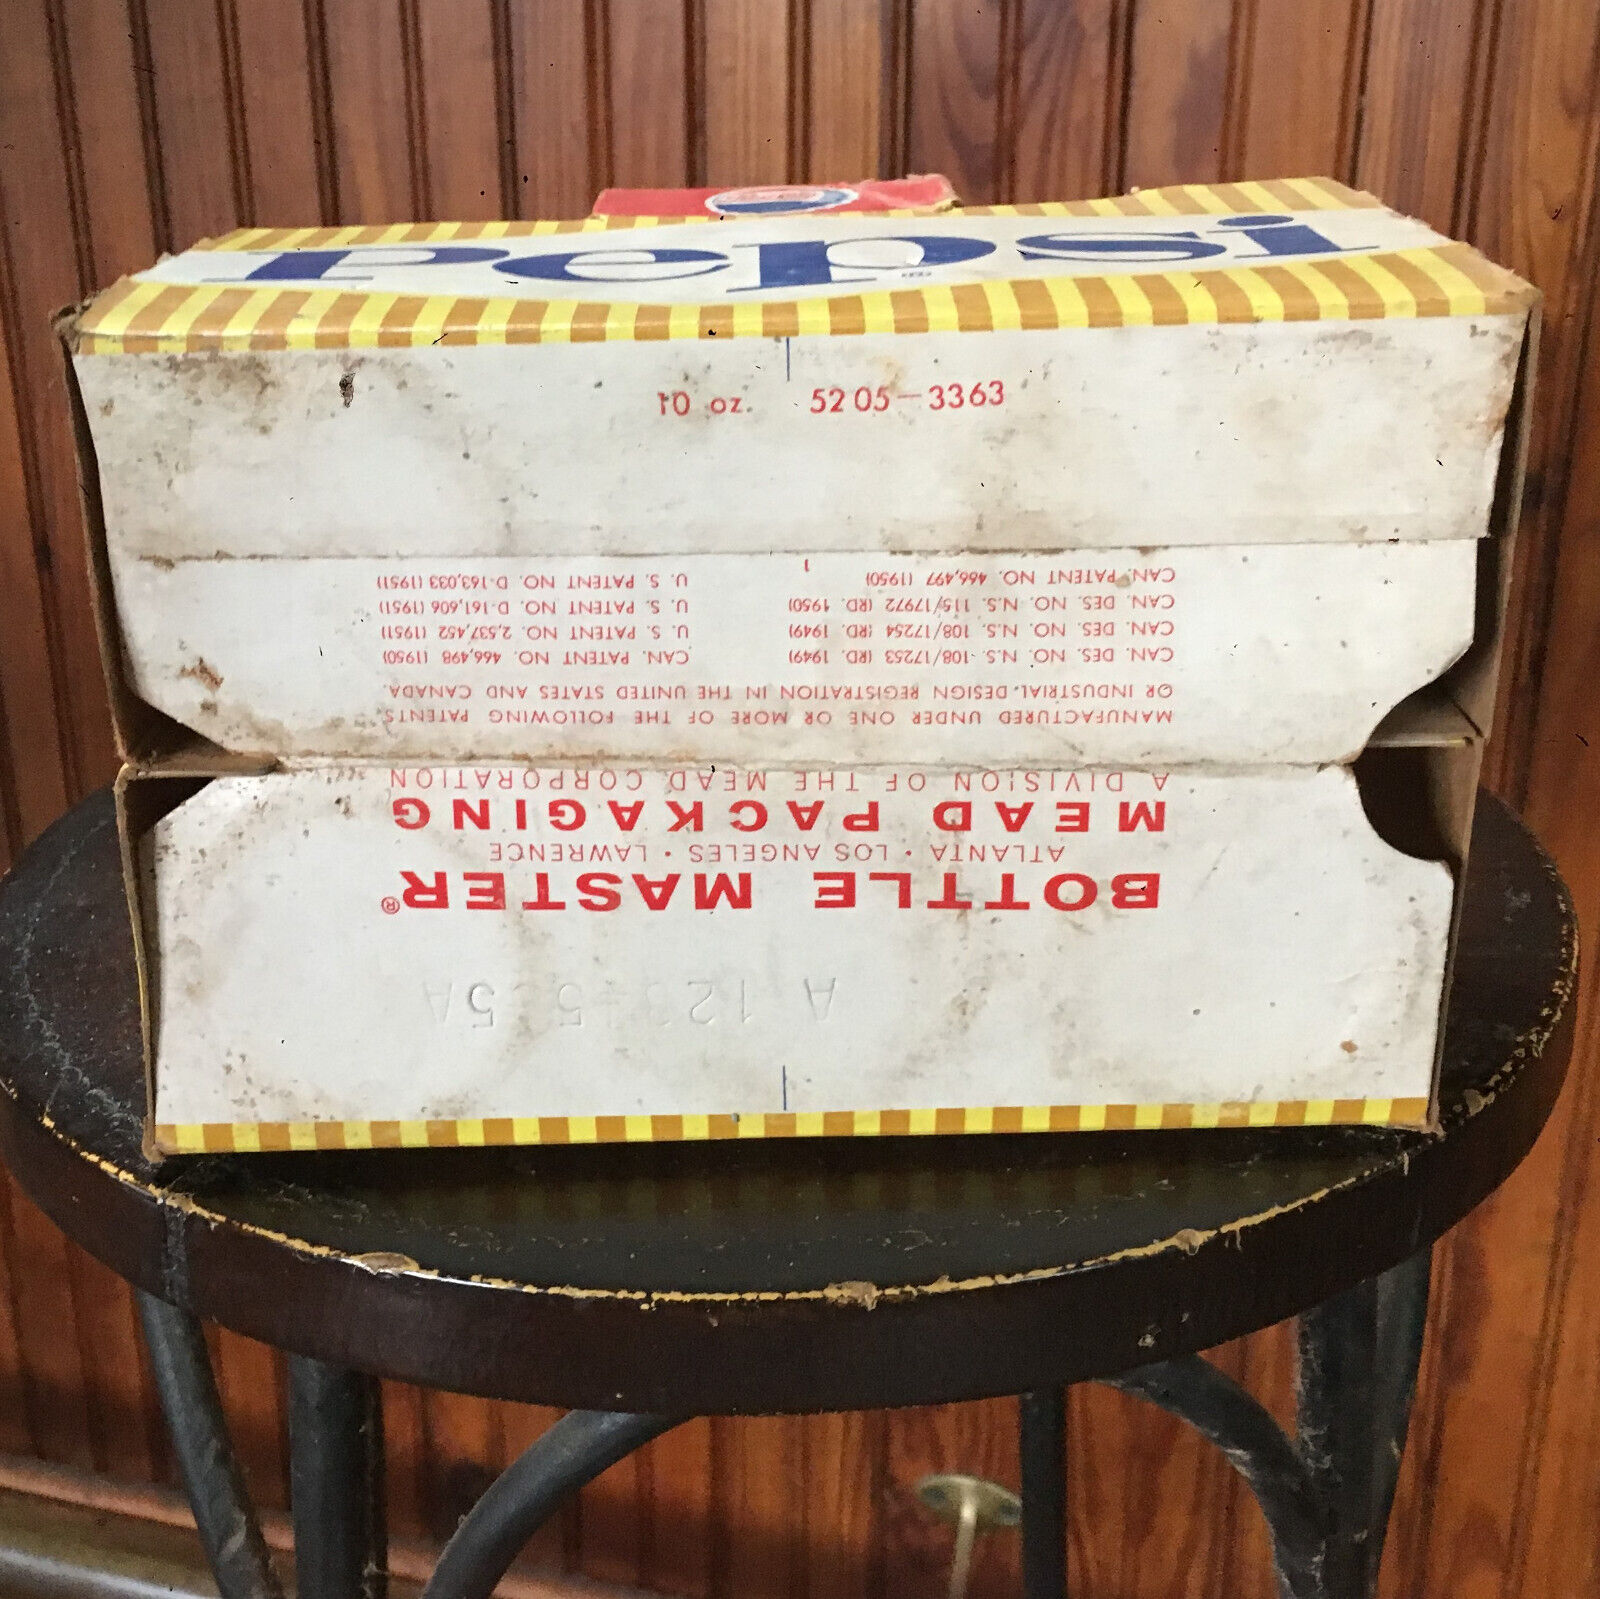 Pepsi
10 oz. 5205-3363
BOTTLE MASTER®
ATLANTA • LOS ANGELES • LAWRENCE
MEAD PACKAGING
A DIVISION OF THE MEAD CORPORATION
MANUFACTURED UNDER ONE OR MORE OF THE FOLLOWING PATENTS
OR INDUSTRIAL DESIGN REGISTRATION IN THE UNITED STATES AND CANADA.
CAN. DES. NO. N.S. 108/17253 (RD. 1949) CAN. PATENT NO. 466,498 (1950)
CAN. DES. NO. N.S. 108/17254 (RD. 1949) U. S. PATENT NO. 2,537,452 (1951)
CAN. DES. NO. N.S. 115/17972 (RD. 1950) U. S. PATENT NO. D-161,606 (1951)
CAN. PATENT NO. 466,497 (1950) U. S. PATENT NO. D-163,033 (1951)
1